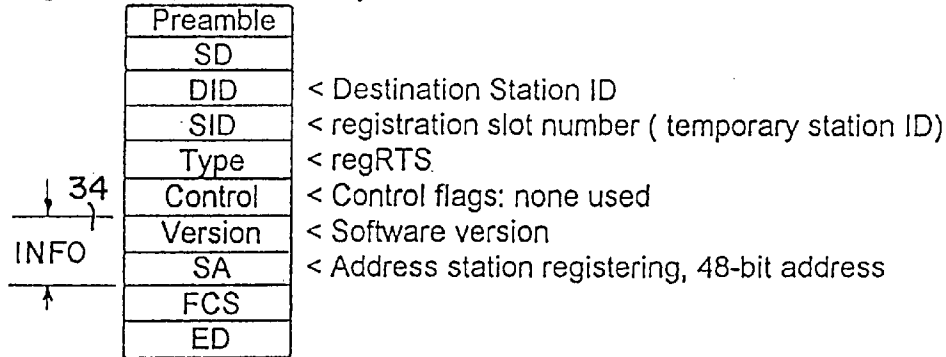 Preamble
SD
DID < Destination Station ID
SID < registration slot number ( temporary station ID)
Type < regRTS
34 Control < Control flags: none used
INFO Version < Software version
SA < Address station registering, 48-bit address
FCS
ED